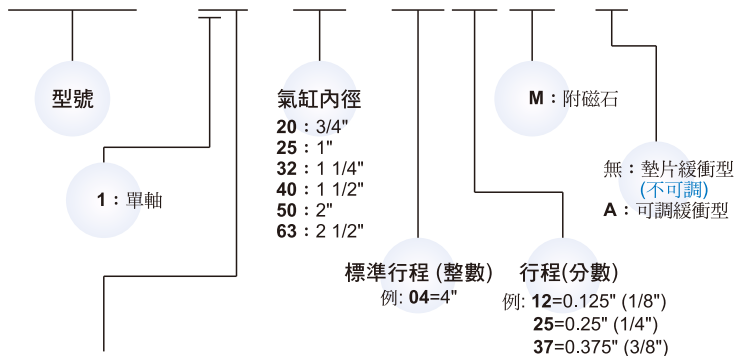 型號
氣缸內徑
20：3/4"
25：1"
32：1 1/4"
40：1 1/2"
50：2"
63：2 1/2"
M：附磁石
1：單軸
無：墊片緩衝型
(不可調)
A：可調緩衝型
標準行程 (整數)
例: 04=4"
行程(分數)
例: 12=0.125" (1/8")
25=0.25" (1/4")
37=0.375" (3/8")